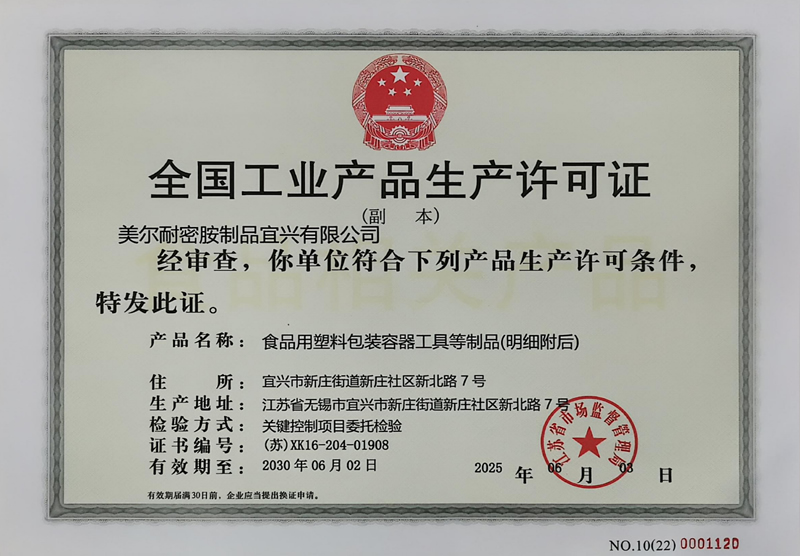 全国工业产品生产许可证
(副 本)
美尔耐密胺制品宜兴有限公司
经审查，你单位符合下列产品生产许可条件，
特发此证。
产品名称： 食品用塑料包装容器工具等制品(明细附后)
住 所： 宜兴市新庄街道新庄社区新北路7号
生产地址： 江苏省无锡市宜兴市新庄街道新庄社区新北路7号
检验方式： 关键控制项目委托检验
证书编号： (苏)XK16-204-01908
有效期至： 2030年06月02日
江苏省市场监督管理局
2025 年 06 月 03 日
有效期届满30日前，企业应当提出换证申请。
NO.10(22) 0001120
食品相关产品